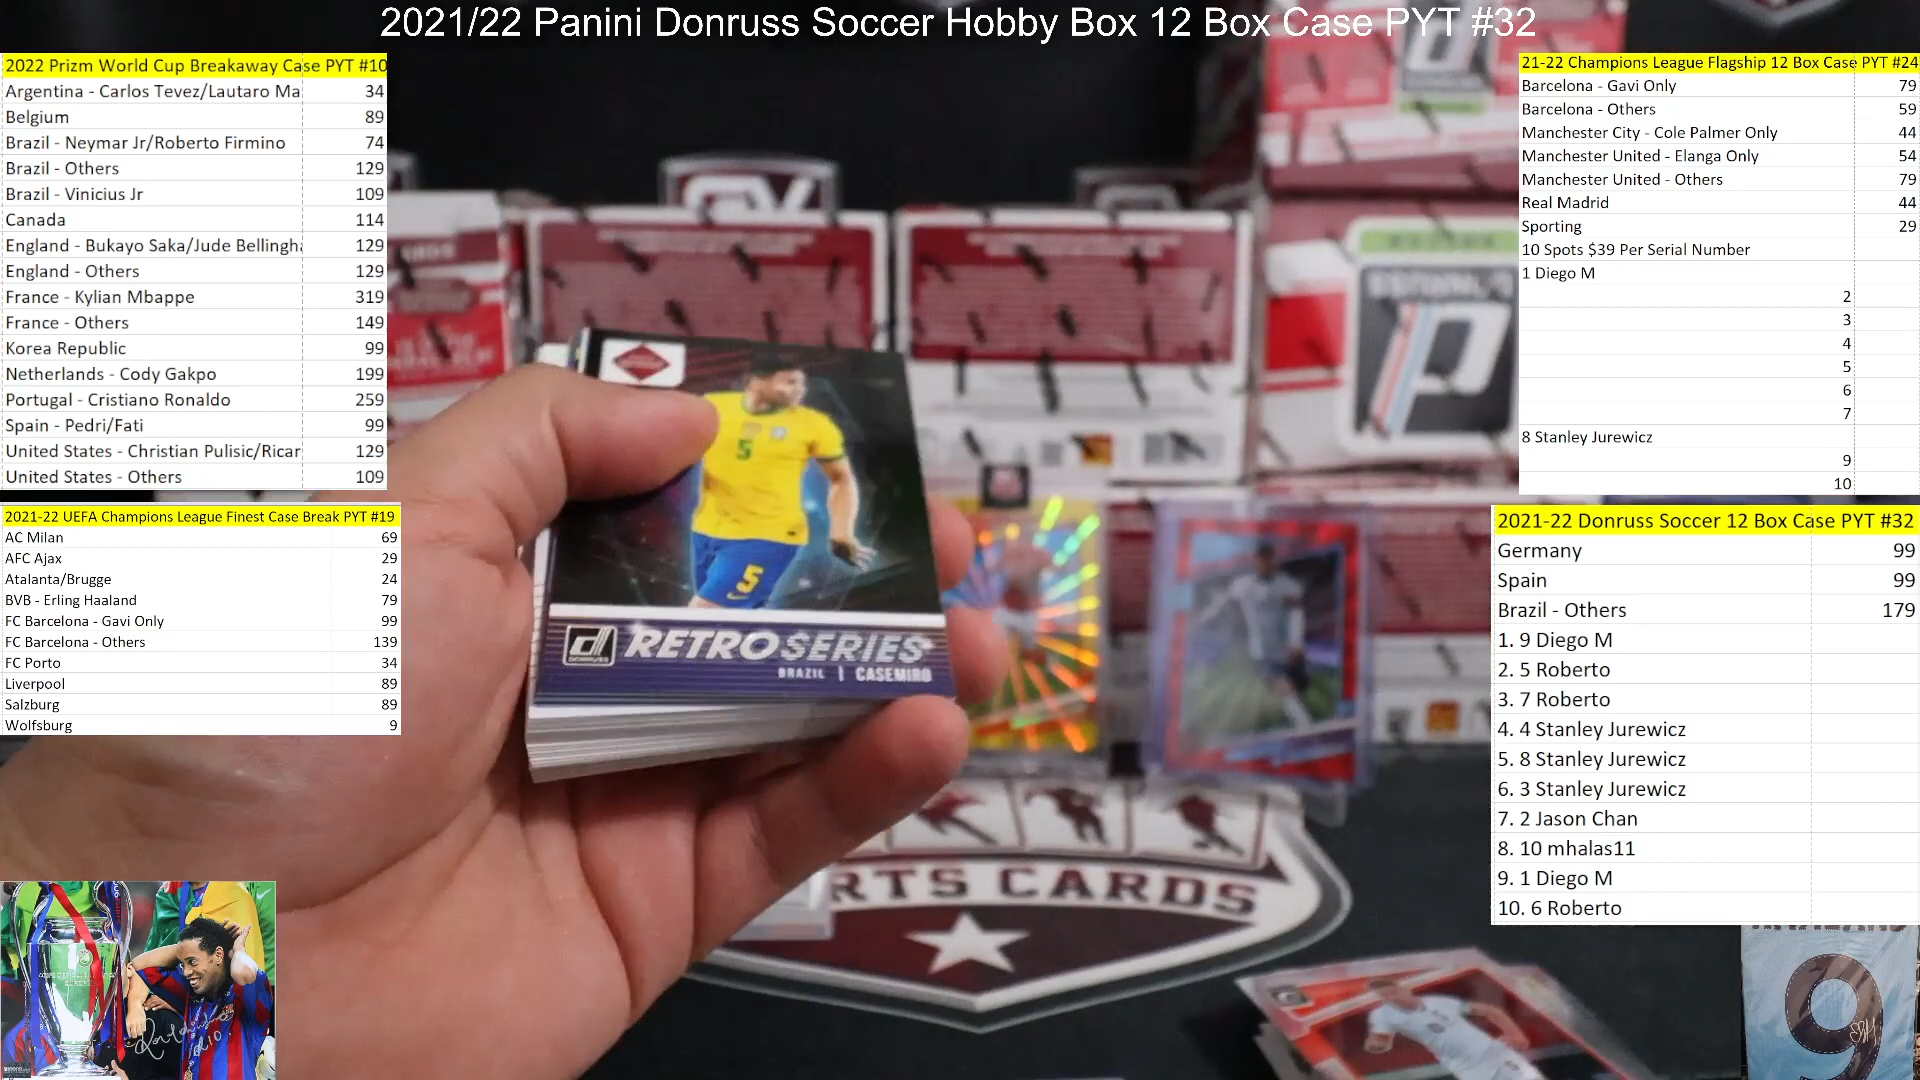 2021/22 Panini Donruss Soccer Hobby Box 12 Box Case PYT #32
2022 Prizm World Cup Breakaway Case PYT #10
Argentina - Carlos Tevez/Lautaro Ma 34
Belgium 89
Brazil - Neymar Jr/Roberto Firmino 74
Brazil - Others 129
Brazil - Vinicius Jr 109
Canada 114
England - Bukayo Saka/Jude Bellingh 129
England - Others 129
France - Kylian Mbappe 319
France - Others 149
Korea Republic 99
Netherlands - Cody Gakpo 199
Portugal - Cristiano Ronaldo 259
Spain - Pedri/Fati 99
United States - Christian Pulisic/Ricar 129
United States - Others 109
2021-22 UEFA Champions League Finest Case Break PYT #19
AC Milan 69
AFC Ajax 29
Atalanta/Brugge 24
BVB - Erling Haaland 79
FC Barcelona - Gavi Only 99
FC Barcelona - Others 139
FC Porto 34
Liverpool 89
Salzburg 89
Wolfsburg 9
21-22 Champions League Flagship 12 Box Case PYT #24
Barcelona - Gavi Only 79
Barcelona - Others 59
Manchester City - Cole Palmer Only 44
Manchester United - Elanga Only 54
Manchester United - Others 79
Real Madrid 44
Sporting 29
10 Spots $39 Per Serial Number
1 Diego M
2
3
4
5
6
7
8 Stanley Jurewicz
9
10
2021-22 Donruss Soccer 12 Box Case PYT #32
Germany 99
Spain 99
Brazil - Others 179
1. 9 Diego M
2. 5 Roberto
3. 7 Roberto
4. 4 Stanley Jurewicz
5. 8 Stanley Jurewicz
6. 3 Stanley Jurewicz
7. 2 Jason Chan
8. 10 mhalas11
9. 1 Diego M
10. 6 Roberto
5
5
DONRUSS
RETRO SERIES
BRAZIL | CASEMIRO
RTS CARDS
9